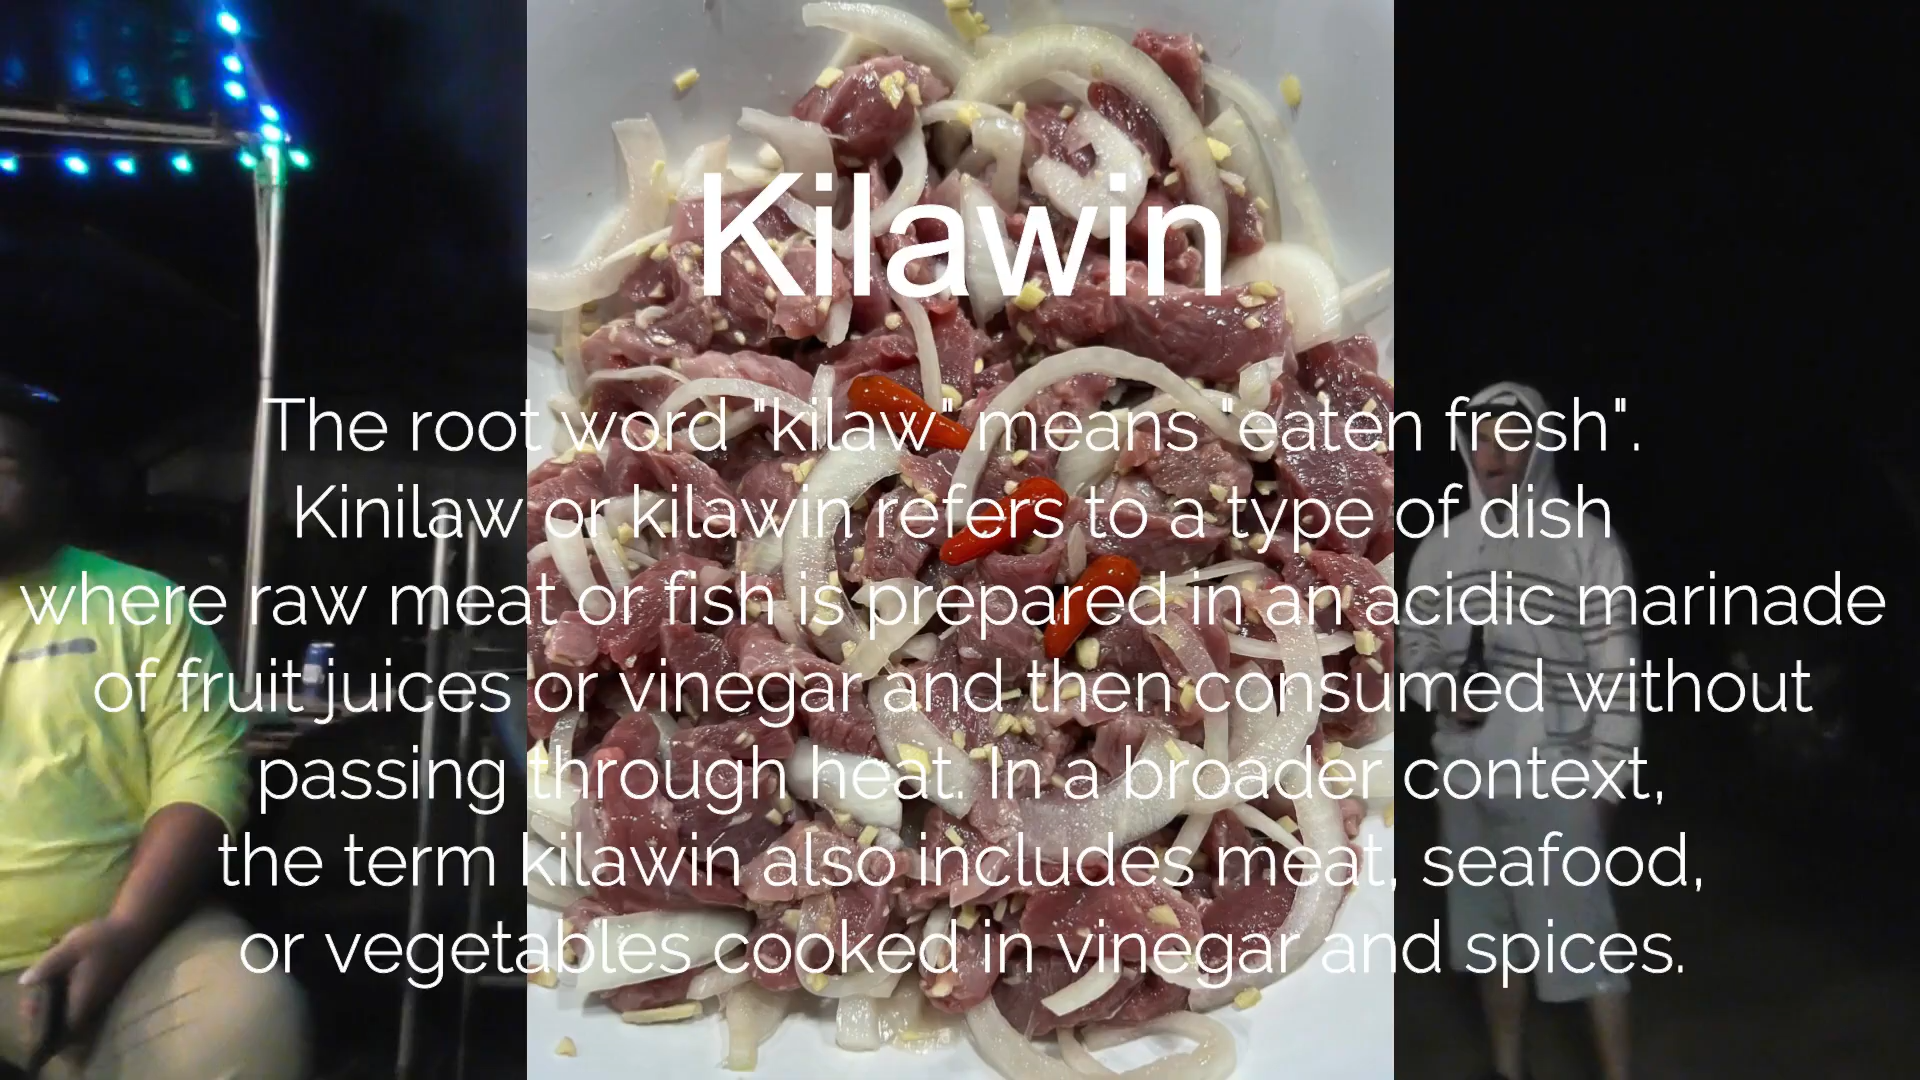 Kilawin
The root word "kilaw" means "eaten fresh".
Kinilaw or kilawin refers to a type of dish
where raw meat or fish is prepared in an acidic marinade
of fruit juices or vinegar and then consumed without
passing through heat. In a broader context,
the term kilawin also includes meat, seafood,
or vegetables cooked in vinegar and spices.